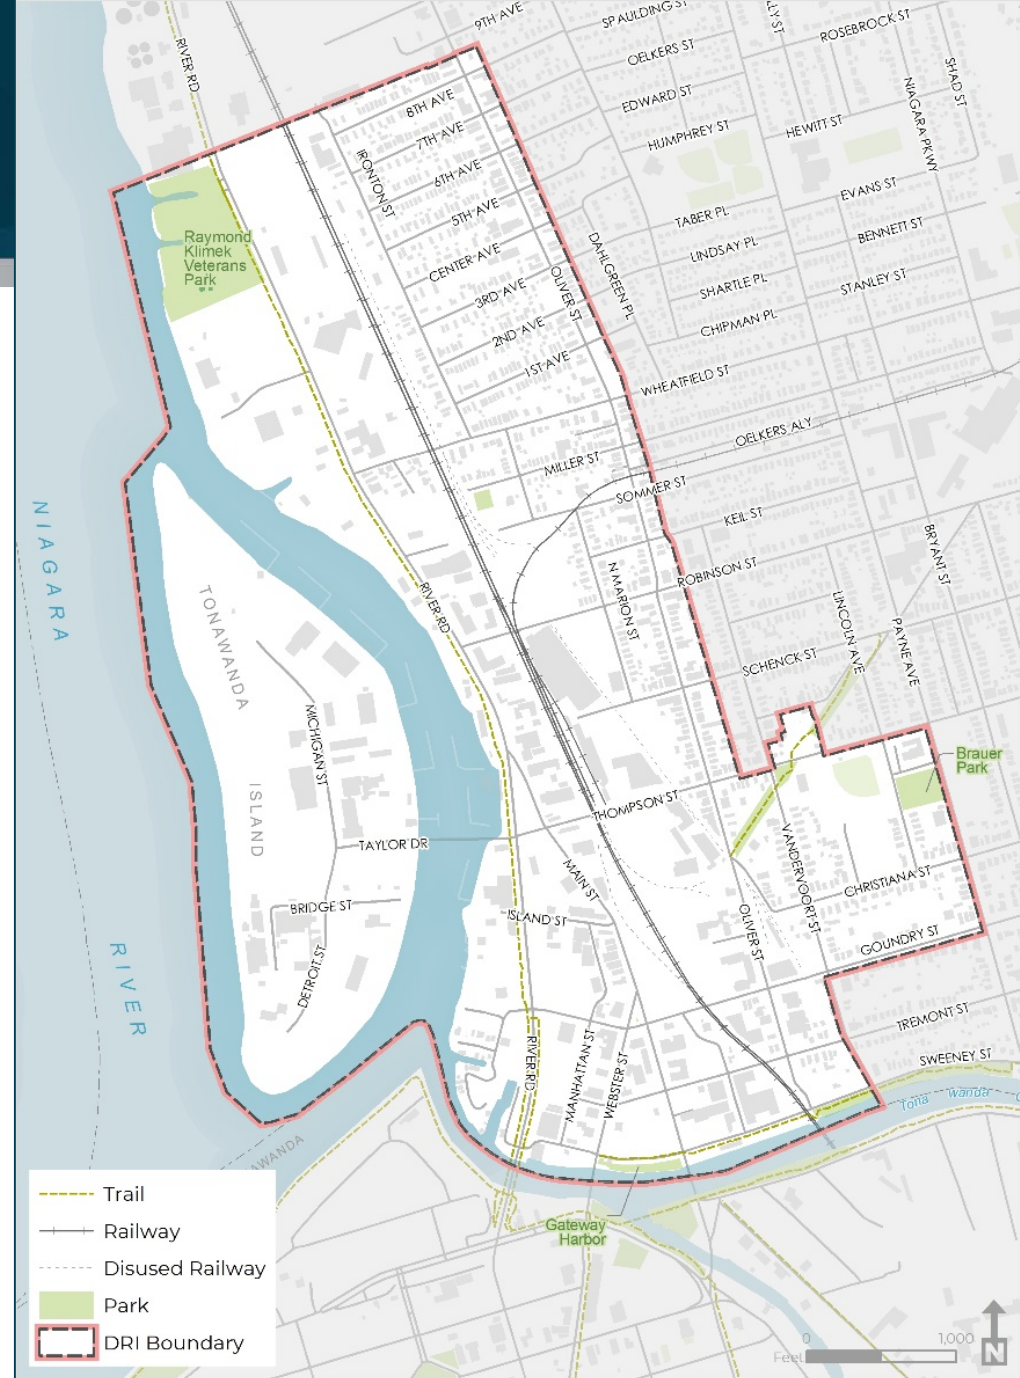 9TH AVE
SPAULDING ST
LY ST
ROSEBROCK ST
RIVER RD
OELKERS ST
SHAD ST
NIAGARA PKWY
8TH AVE
EDWARD ST
7TH AVE
HUMPHREY ST
HEWITT ST
IRONTON ST
6TH AVE
EVANS ST
5TH AVE
TABER PL
BENNETT ST
Raymond
Klimek
Veterans
Park
CENTER AVE
DAHLGREEN PL
LINDSAY PL
3RD AVE
OLIVER ST
SHARTLE PL
STANLEY ST
2ND AVE
CHIPMAN PL
1ST AVE
WHEATFIELD ST
OELKERS ALY
MILLER ST
SOMMER ST
KEIL ST
NIAGARA
BRYANT ST
ROBINSON ST
N MARION ST
RIVER RD
LINCOLN AVE
PAYNE AVE
TONAWANDA
SCHENCK ST
MICHIGAN ST
Brauer
Park
ISLAND
THOMPSON ST
TAYLOR DR
VANDERVOORT ST
MAIN ST
CHRISTIANA ST
BRIDGE ST
ISLAND ST
OLIVER ST
GOUNDRY ST
RIVER
DETROIT ST
TREMONT ST
RIVER RD
MANHATTAN ST
WEBSTER ST
SWEENEY ST
Tona wanda C
AWANDA
Gateway
Harbor
Trail
Railway
Disused Railway
Park
DRI Boundary
0 1,000
Feet
N